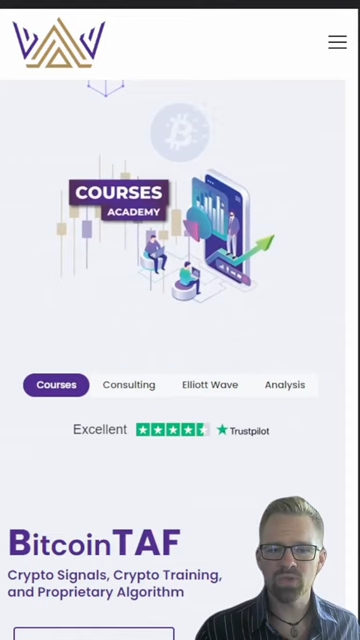 COURSES
ACADEMY
Courses
Consulting
Elliott Wave
Analysis
Excellent
Trustpilot
BitcoinTAF
Crypto Signals, Crypto Training,
and Proprietary Algorithm